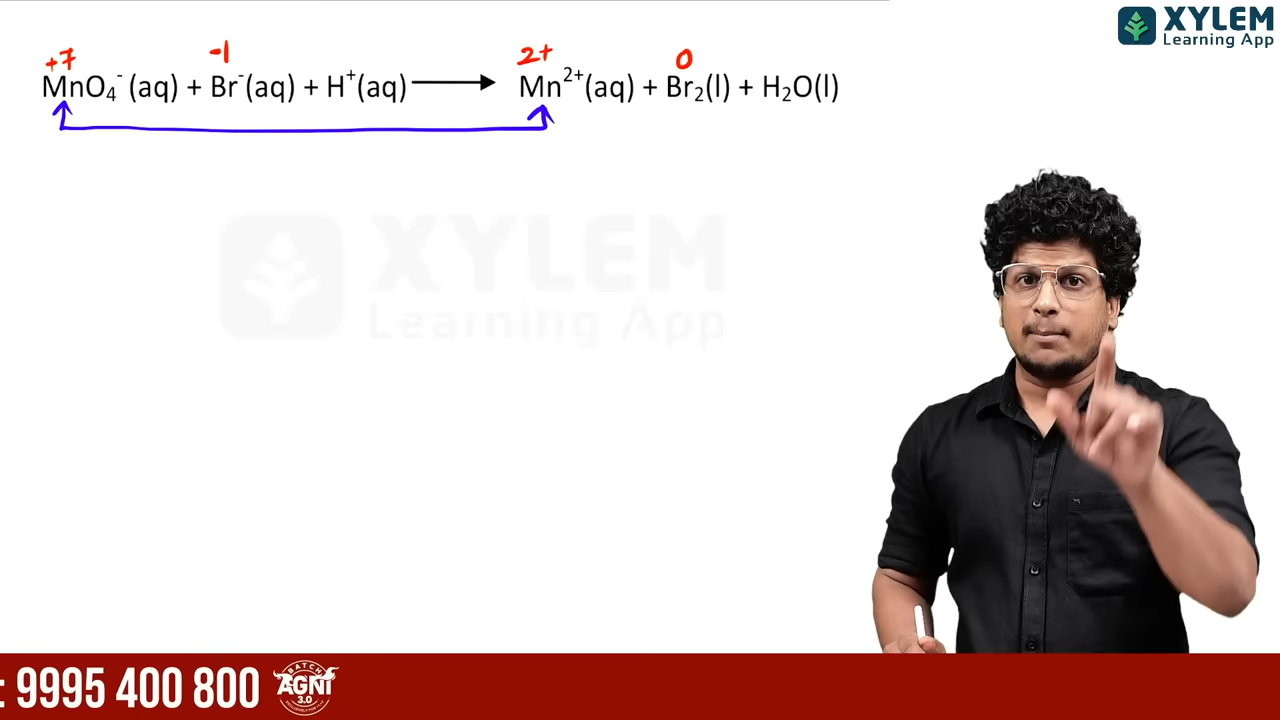 XYLEM
Learning App
+7 -1 2+ 0
MnO₄⁻ (aq) + Br⁻(aq) + H⁺(aq) ⟶ Mn²⁺(aq) + Br₂(l) + H₂O(l)
XYLEM
Learning App
: 9995 400 800
BATCH
AGNI
3.0